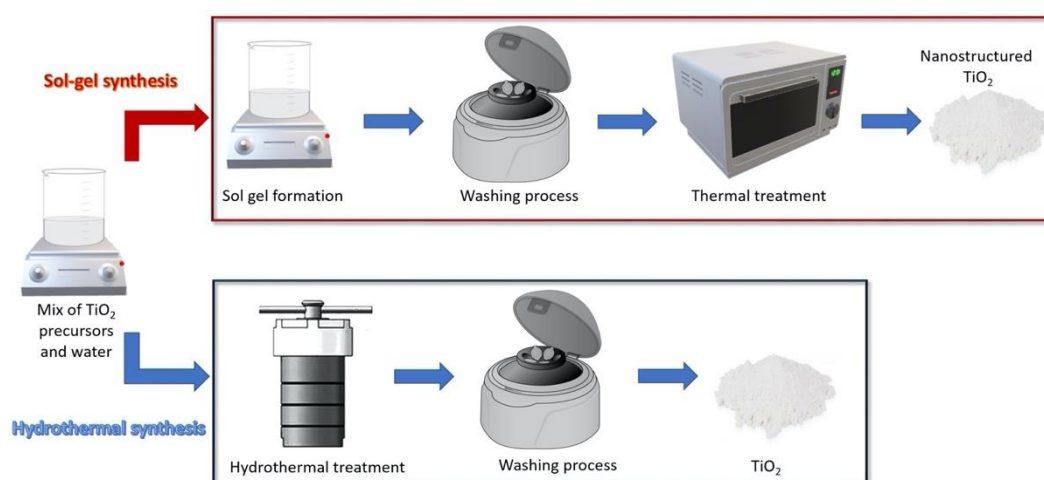 Sol-gel synthesis
Nanostructured
TiO₂
Sol gel formation
Washing process
Thermal treatment
Mix of TiO₂
precursors
and water
Hydrothermal synthesis
Hydrothermal treatment
Washing process
TiO₂